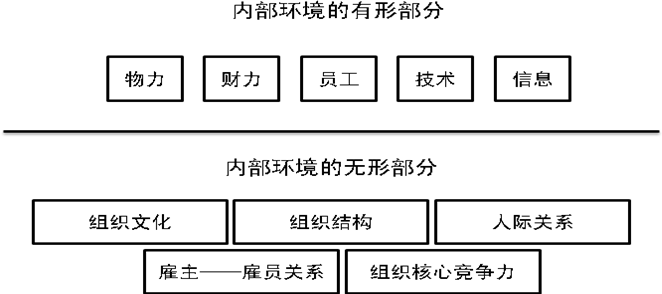 内部环境的有形部分
物力 财力 员工 技术 信息
内部环境的无形部分
组织文化 组织结构 人际关系
雇主——雇员关系 组织核心竞争力